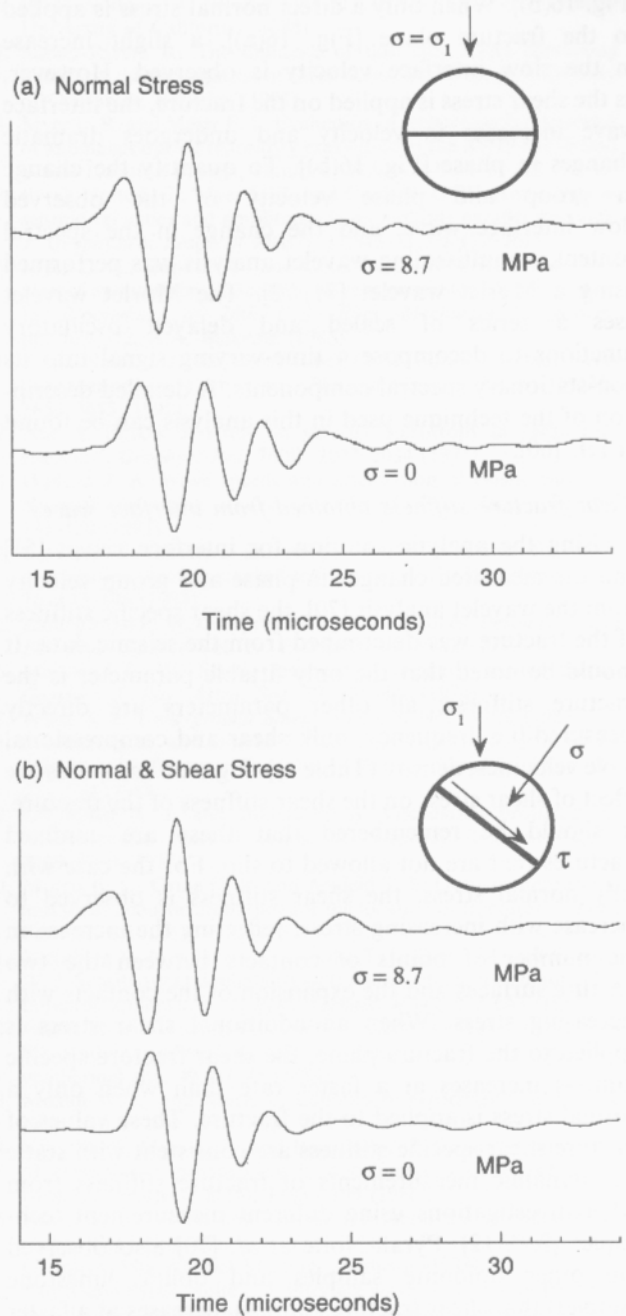 σ = σ1
(a) Normal Stress
σ = 8.7 MPa
σ = 0 MPa
15 20 25 30
Time (microseconds)
σ1
σ
(b) Normal & Shear Stress
τ
σ = 8.7 MPa
σ = 0 MPa
15 20 25 30
Time (microseconds)